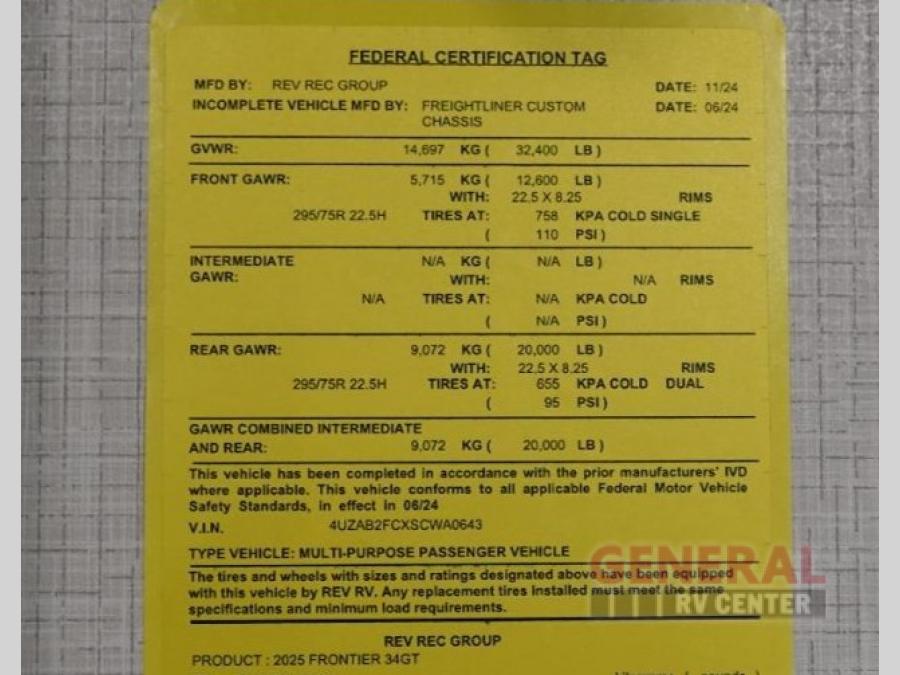 FEDERAL CERTIFICATION TAG
MFD BY: REV REC GROUP DATE: 11/24
INCOMPLETE VEHICLE MFD BY: FREIGHTLINER CUSTOM DATE: 06/24
CHASSIS
GVWR: 14,697 KG ( 32,400 LB )
FRONT GAWR: 5,715 KG ( 12,600 LB )
WITH: 22.5 X 8.25 RIMS
295/75R 22.5H TIRES AT: 758 KPA COLD SINGLE
( 110 PSI )
INTERMEDIATE N/A KG ( N/A LB )
GAWR: WITH: N/A RIMS
N/A TIRES AT: N/A KPA COLD
( N/A PSI )
REAR GAWR: 9,072 KG ( 20,000 LB )
WITH: 22.5 X 8.25 RIMS
295/75R 22.5H TIRES AT: 655 KPA COLD DUAL
( 95 PSI )
GAWR COMBINED INTERMEDIATE
AND REAR: 9,072 KG ( 20,000 LB )
This vehicle has been completed in accordance with the prior manufacturers' IVD
where applicable. This vehicle conforms to all applicable Federal Motor Vehicle
Safety Standards, in effect in 06/24
V.I.N. 4UZAB2FCXSCWA0643
TYPE VEHICLE: MULTI-PURPOSE PASSENGER VEHICLE
The tires and wheels with sizes and ratings designated above have been equipped
with this vehicle by REV RV. Any replacement tires installed must meet the same
specifications and minimum load requirements.
GENERAL
RV CENTER
REV REC GROUP
PRODUCT : 2025 FRONTIER 34GT